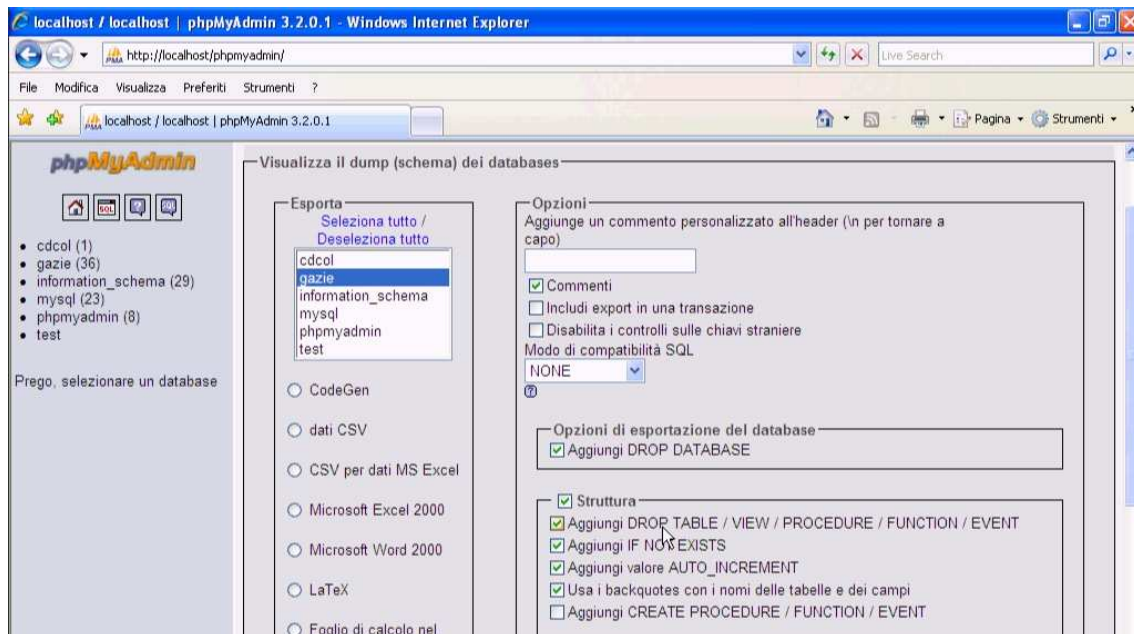 localhost / localhost | phpMyAdmin 3.2.0.1 - Windows Internet Explorer
http://localhost/phpmyadmin/
Live Search
File Modifica Visualizza Preferiti Strumenti ?
localhost / localhost | phpMyAdmin 3.2.0.1
Pagina
Strumenti
phpMyAdmin
SQL
cdcol (1)
gazie (36)
information_schema (29)
mysql (23)
phpmyadmin (8)
test
Prego, selezionare un database
Visualizza il dump (schema) dei databases
Esporta
Seleziona tutto /
Deseleziona tutto
cdcol
gazie
information_schema
mysql
phpmyadmin
test
CodeGen
dati CSV
CSV per dati MS Excel
Microsoft Excel 2000
Microsoft Word 2000
LaTeX
Foglio di calcolo nel
Opzioni
Aggiunge un commento personalizzato all'header (\n per tornare a
capo)
Commenti
Includi export in una transazione
Disabilita i controlli sulle chiavi straniere
Modo di compatibilità SQL
NONE
Opzioni di esportazione del database
Aggiungi DROP DATABASE
Struttura
Aggiungi DROP TABLE / VIEW / PROCEDURE / FUNCTION / EVENT
Aggiungi IF NOT EXISTS
Aggiungi valore AUTO_INCREMENT
Usa i backquotes con i nomi delle tabelle e dei campi
Aggiungi CREATE PROCEDURE / FUNCTION / EVENT